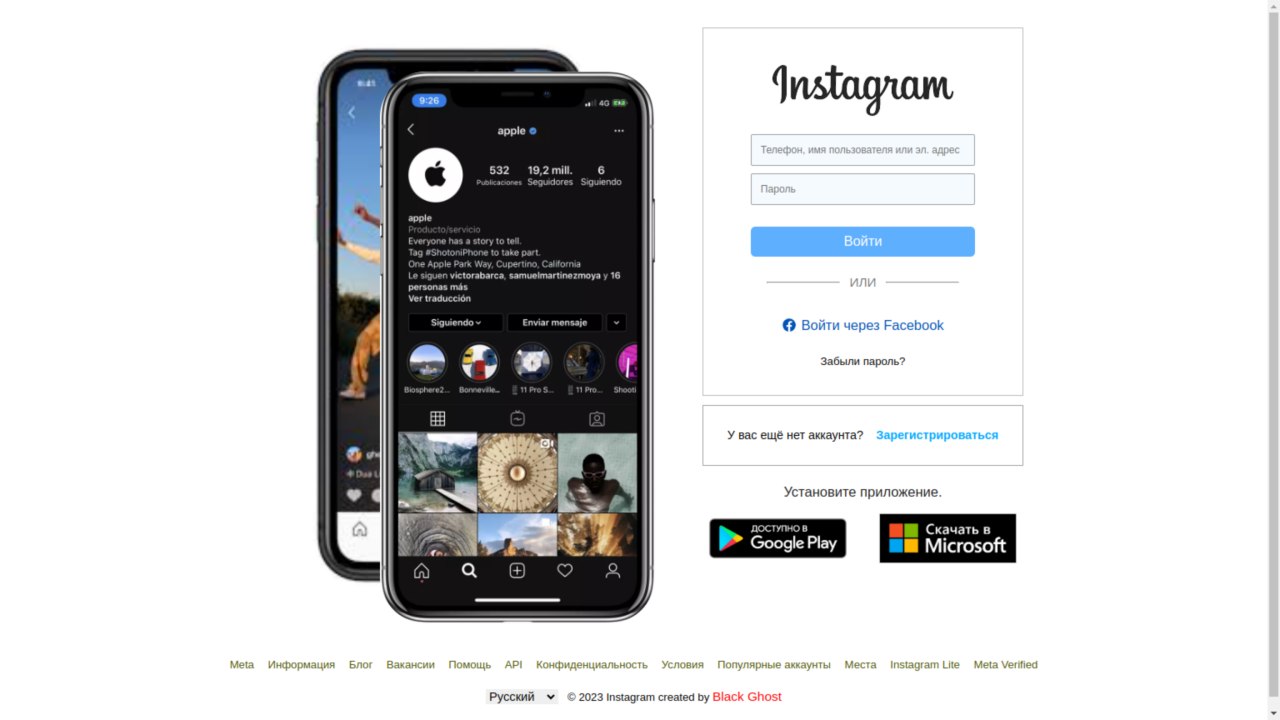 Instagram
Телефон, имя пользователя или эл. адрес
Пароль
Войти
ИЛИ
Войти через Facebook
Забыли пароль?
У вас ещё нет аккаунта? Зарегистрироваться
Установите приложение.
ДОСТУПНО В
Google Play
Скачать в
Microsoft
9:41
9:26
4G
apple
532 19,2 mill. 6
Publicaciones Seguidores Siguiendo
apple
Producto/servicio
Everyone has a story to tell.
Tag #ShotoniPhone to take part.
One Apple Park Way, Cupertino, California
Le siguen victorabarca, samuelmartinezmoya y 16
personas más
Ver traducción
Siguiendo Enviar mensaje
Biosphere2... Bonneville... 11 Pro S... 11 Pro... Shooti
Meta Информация Блог Вакансии Помощь API Конфиденциальность Условия Популярные аккаунты Места Instagram Lite Meta Verified
Русский © 2023 Instagram created by Black Ghost